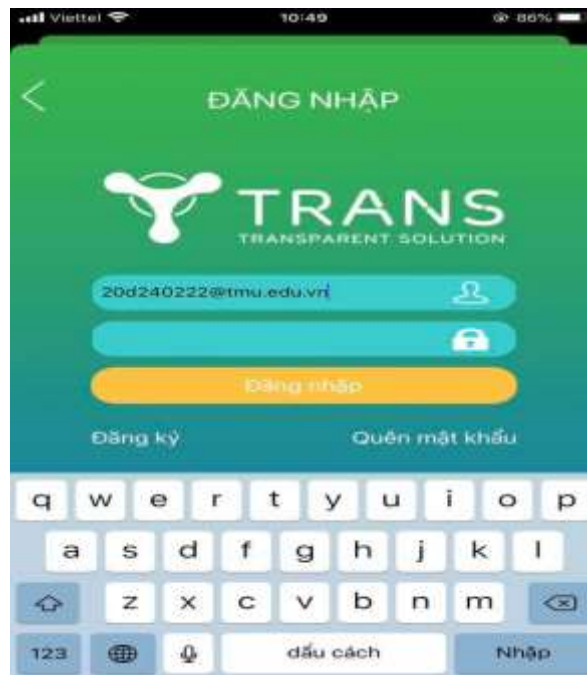 Viettel 10:49 86%
ĐĂNG NHẬP
TRANS
TRANSPARENT SOLUTION
20d240222@tmu.edu.vn
Đăng nhập
Đăng ký Quên mật khẩu
q w e r t y u i o p
a s d f g h j k l
z x c v b n m
123 dấu cách Nhập